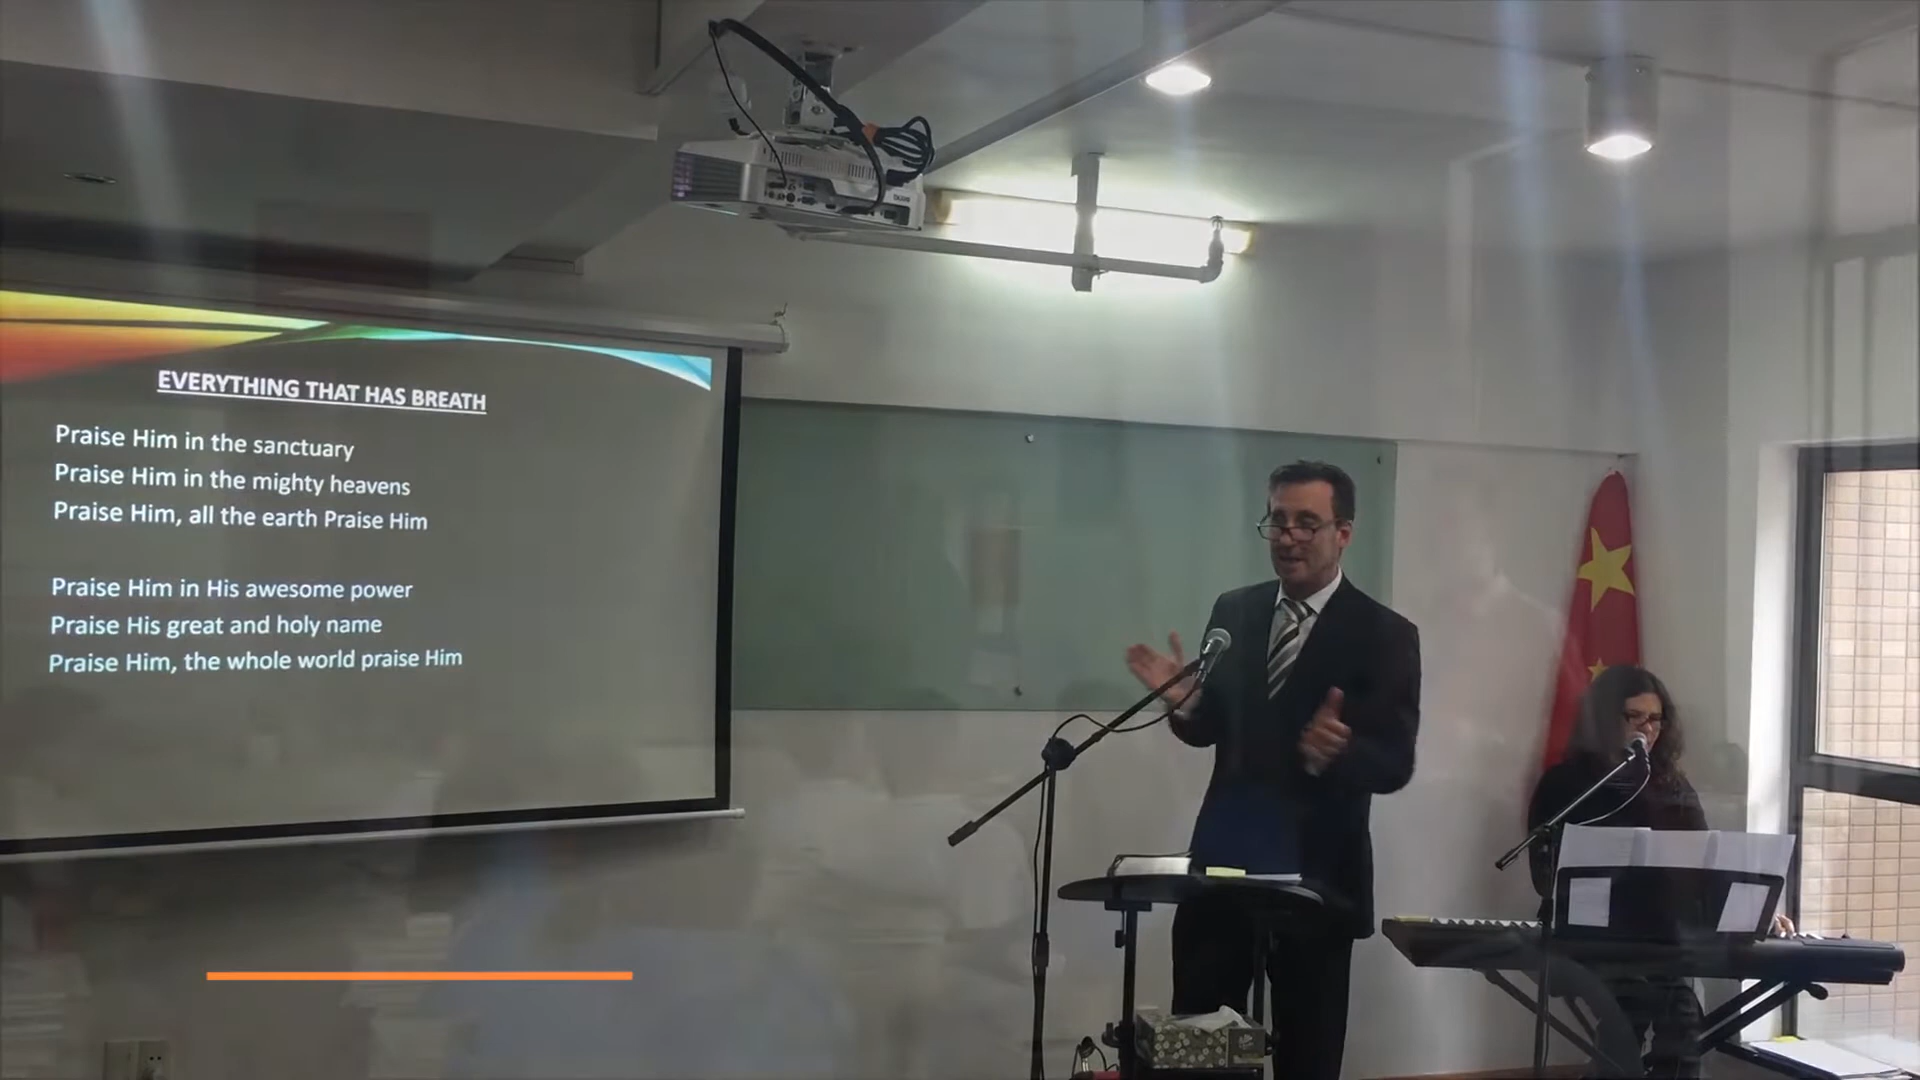 EVERYTHING THAT HAS BREATH
Praise Him in the sanctuary
Praise Him in the mighty heavens
Praise Him, all the earth Praise Him
Praise Him in His awesome power
Praise His great and holy name
Praise Him, the whole world praise Him